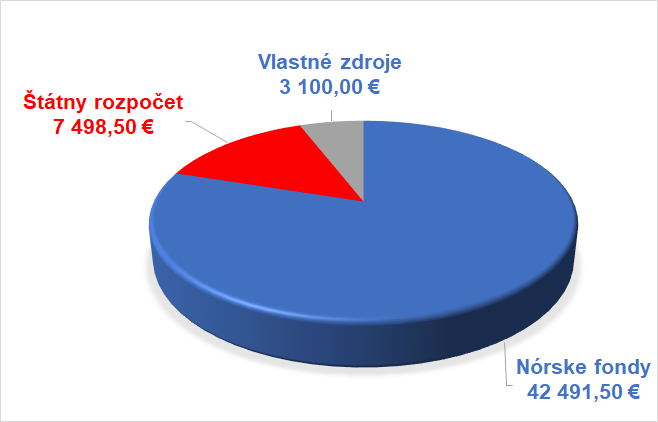 Vlastné zdroje
3 100,00 €
Štátny rozpočet
7 498,50 €
Nórske fondy
42 491,50 €